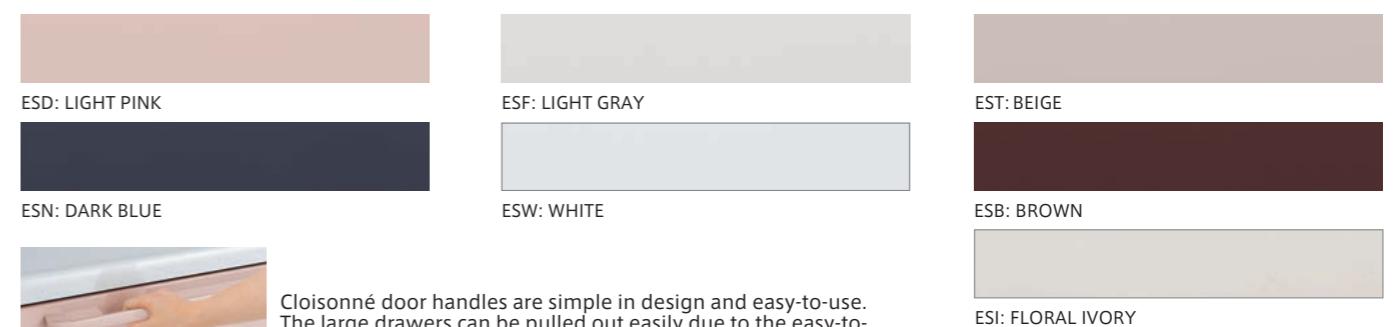 ESD: LIGHT PINK
ESF: LIGHT GRAY
EST: BEIGE
ESN: DARK BLUE
ESW: WHITE
ESB: BROWN
Cloisonné door handles are simple in design and easy-to-use.
The large drawers can be pulled out easily due to the easy-to-
ESI: FLORAL IVORY